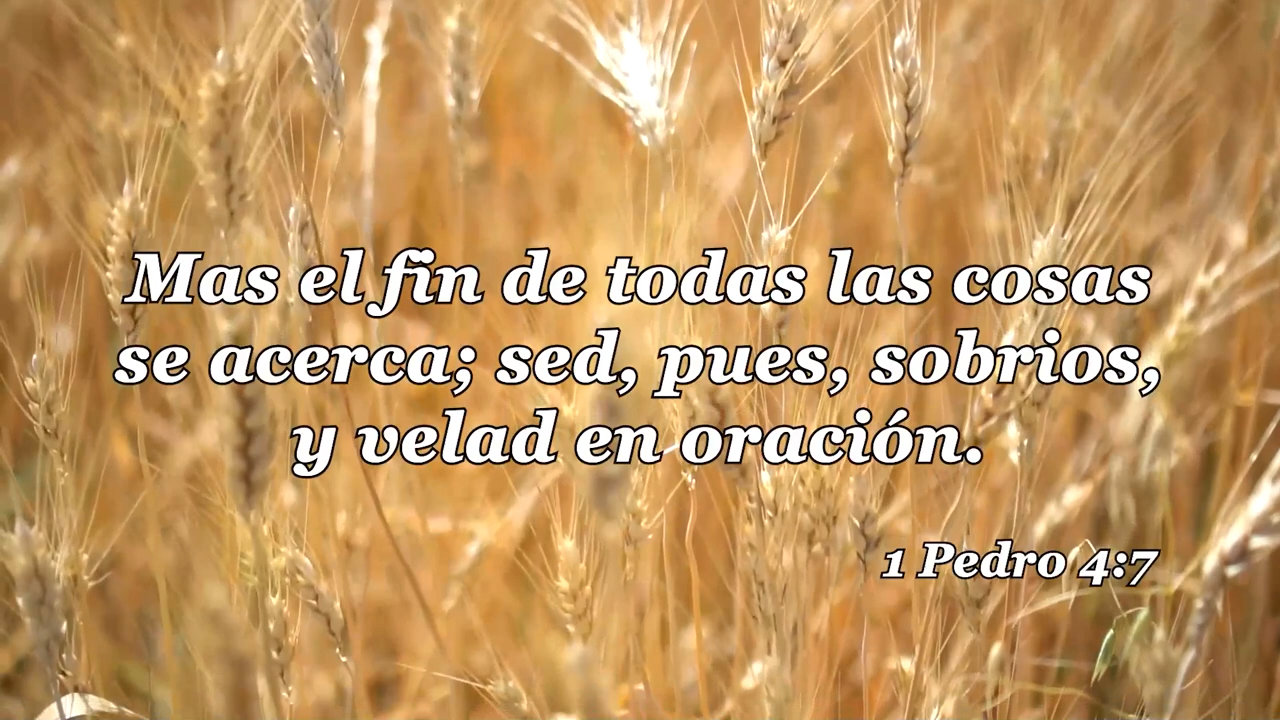 Mas el fin de todas las cosas
se acerca; sed, pues, sobrios,
y velad en oración.
1 Pedro 4:7